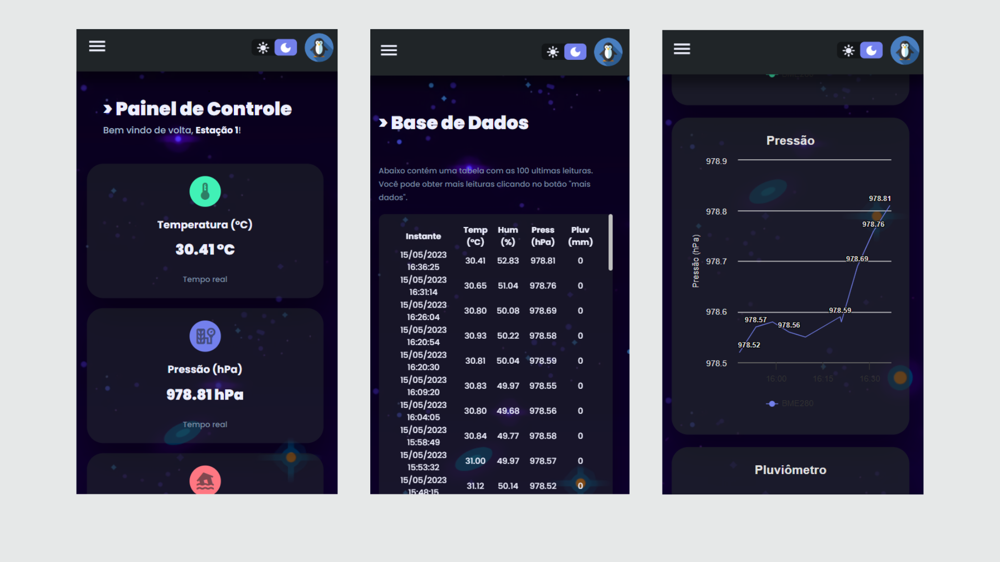 › Painel de Controle
Bem vindo de volta, Estação 1!
Temperatura (ºC)
30.41 ºC
Tempo real
Pressão (hPa)
978.81 hPa
Tempo real
› Base de Dados
Abaixo contém uma tabela com as 100 ultimas leituras.
Você pode obter mais leituras clicando no botão "mais
dados".
Instante Temp (ºC) Hum (%) Press (hPa) Pluv (mm)
15/05/2023 16:36:25 30.41 52.83 978.81 0
15/05/2023 16:31:14 30.65 51.04 978.76 0
15/05/2023 16:26:04 30.80 50.08 978.69 0
15/05/2023 16:20:54 30.93 50.22 978.58 0
15/05/2023 16:20:30 30.81 50.04 978.59 0
15/05/2023 16:09:20 30.83 49.97 978.55 0
15/05/2023 16:04:05 30.80 49.68 978.56 0
15/05/2023 15:58:49 30.84 49.77 978.58 0
15/05/2023 15:53:32 31.00 49.97 978.57 0
15/05/2023 15:48:15 31.12 50.14 978.52 0
BME280
Pressão
Pressão (hPa)
978.9
978.8
978.7
978.6
978.5
978.52
978.57
978.56
978.59
978.69
978.76
978.81
16:00 16:15 16:30
BME280
Pluviômetro